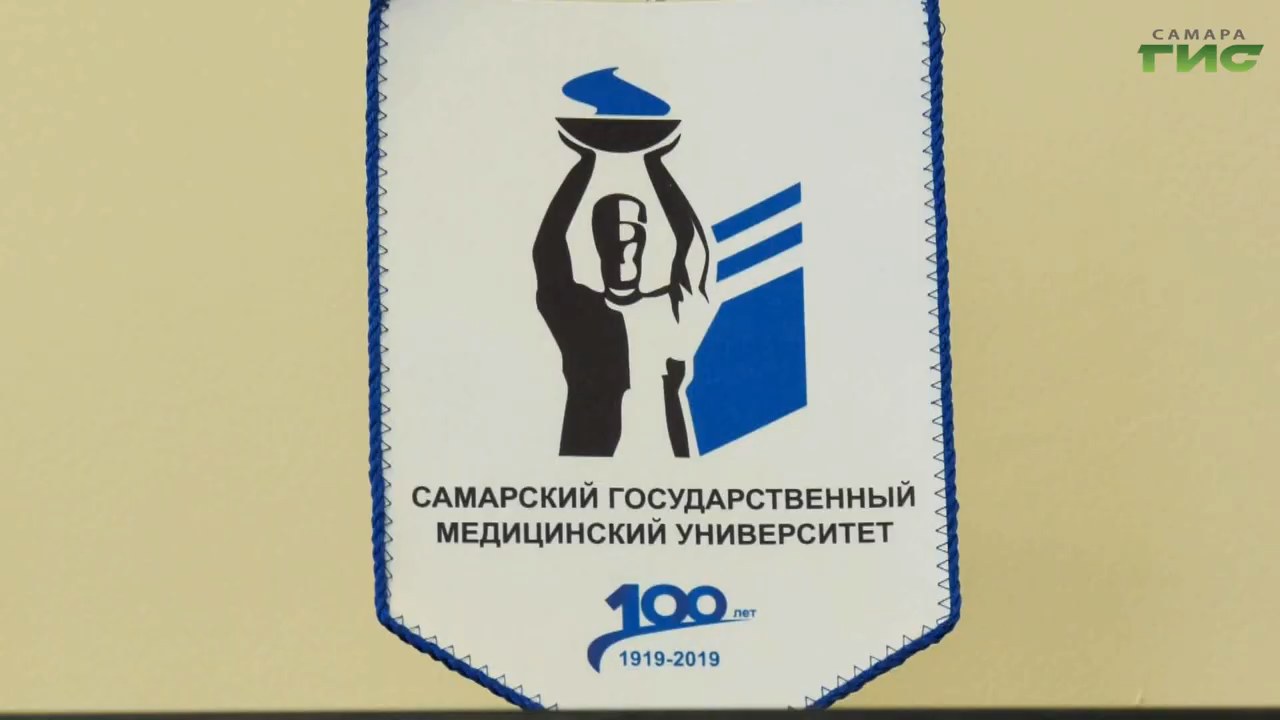 САМАРА
ГИС
САМАРСКИЙ ГОСУДАРСТВЕННЫЙ
МЕДИЦИНСКИЙ УНИВЕРСИТЕТ
100 лет
1919-2019